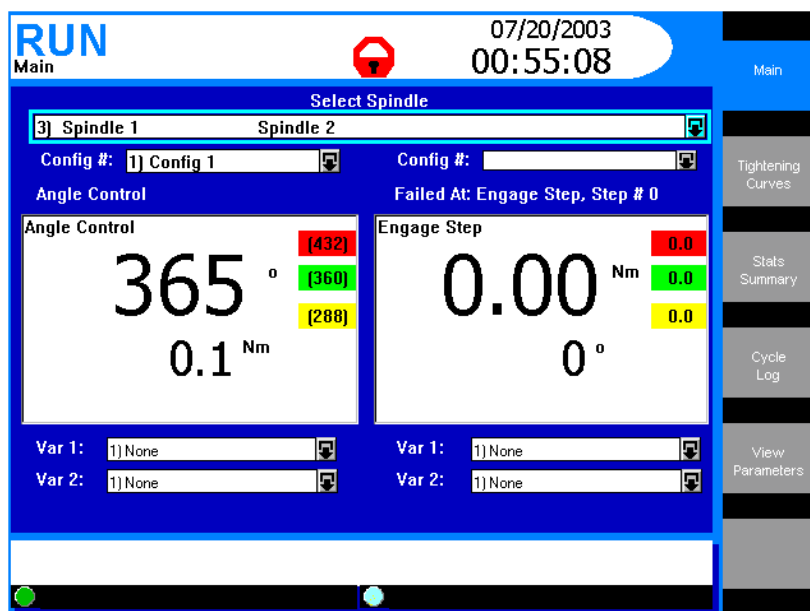 RUN
Main
07/20/2003
00:55:08
Select Spindle
3) Spindle 1 Spindle 2
Config #: 1) Config 1
Config #:
Angle Control
Failed At: Engage Step, Step # 0
Angle Control
(432)
365 °
(360)
(288)
0.1 Nm
Engage Step
0.0
0.00 Nm
0.0
0.0
0 °
Var 1: 1) None
Var 1: 1) None
Var 2: 1) None
Var 2: 1) None
Main
Tightening
Curves
Stats
Summary
Cycle
Log
View
Parameters